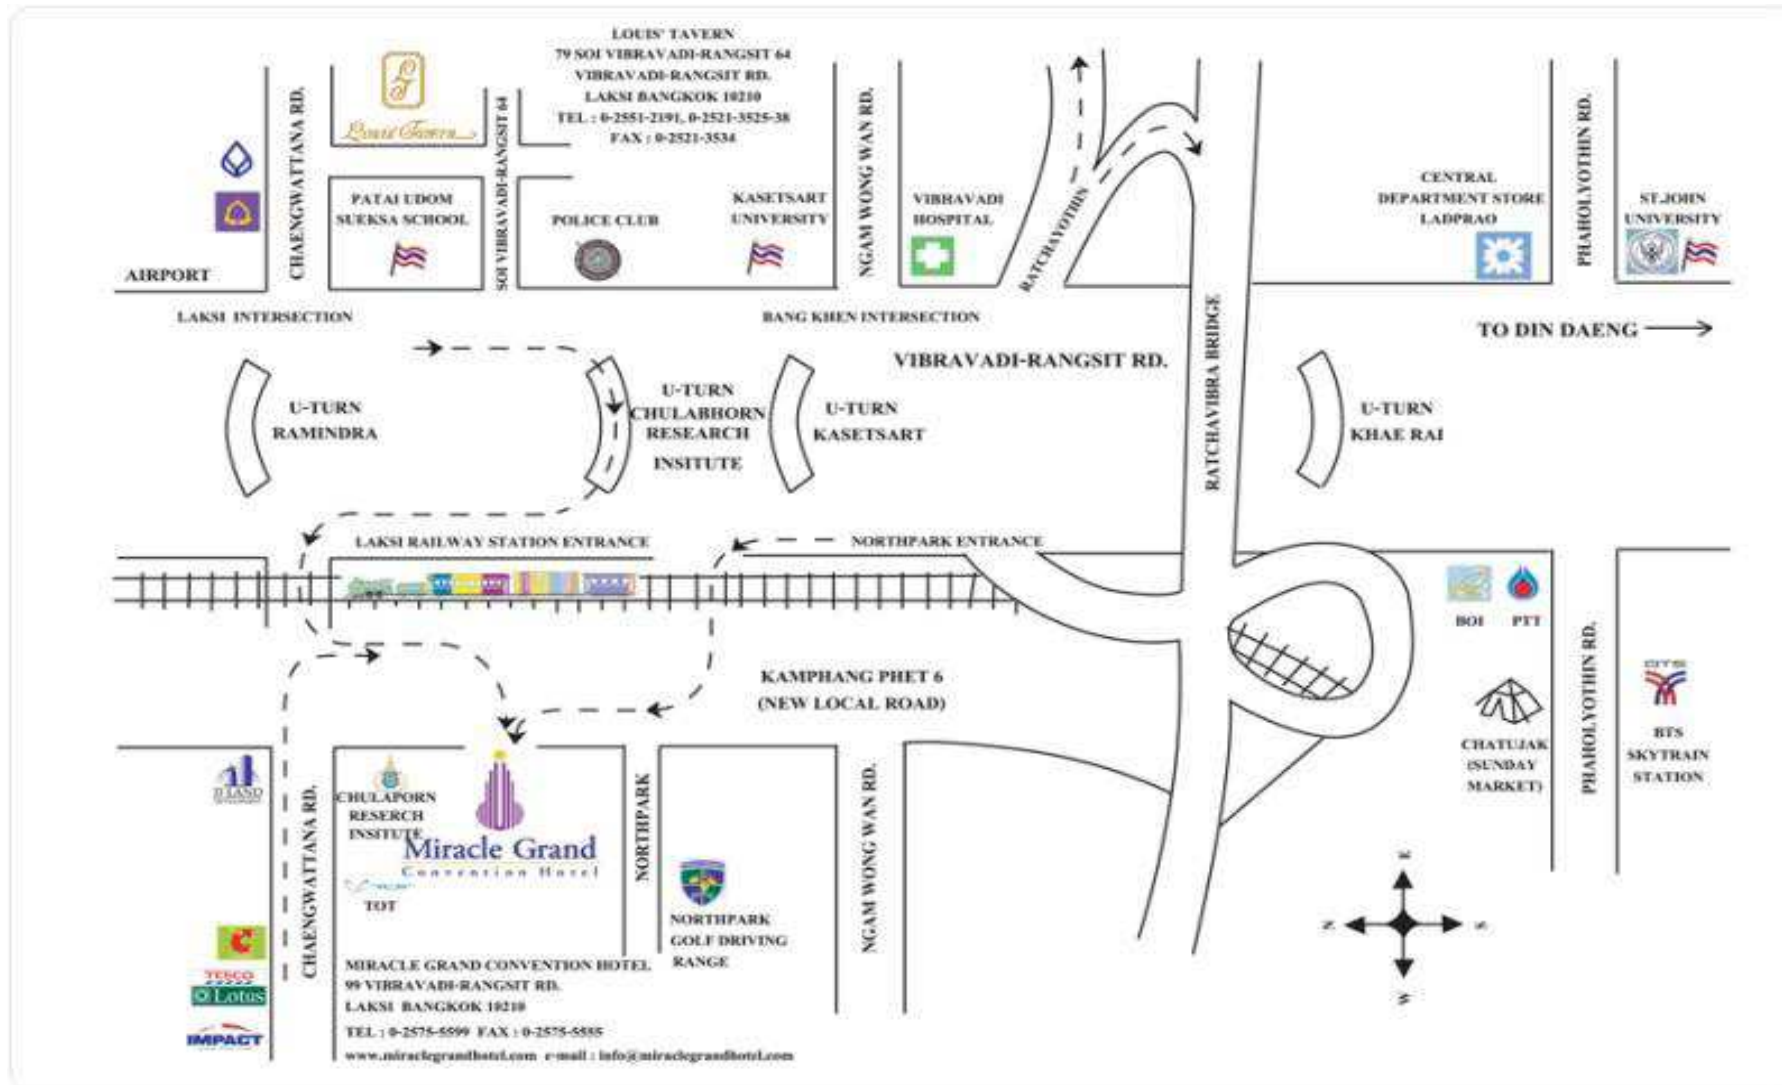 LOUIS' TAVERN
79 SOI VIBRAVADI-RANGSIT 64
VIBRAVADI-RANGSIT RD.
LAKSI BANGKOK 10210
TEL : 0-2551-2191, 0-2521-3525-38
FAX : 0-2521-3534
Louis' Tavern
CHAENGWATTANA RD.
SOI VIBRAVADI-RANGSIT 64
NGAM WONG WAN RD.
PHAHOLYOTHIN RD.
PATAI UDOM
SUEKSA SCHOOL
POLICE CLUB
KASETSART
UNIVERSITY
VIBHAVADI
HOSPITAL
RATCHAYOTHIN
CENTRAL
DEPARTMENT STORE
LADPRAO
ST.JOHN
UNIVERSITY
AIRPORT
LAKSI INTERSECTION
BANG KHEN INTERSECTION
TO DIN DAENG
VIBRAVADI-RANGSIT RD.
RATCHAVIBRA BRIDGE
U-TURN
RAMINDRA
U-TURN
CHULABHORN
RESEARCH
INSITUTE
U-TURN
KASETSART
U-TURN
KHAE RAI
LAKSI RAILWAY STATION ENTRANCE
NORTHPARK ENTRANCE
BOI
PTT
KAMPHANG PHET 6
(NEW LOCAL ROAD)
PHAHOLYOTHIN RD.
BTS
BTS
SKYTRAIN
STATION
CHATUJAK
(SUNDAY
MARKET)
IT LAND
CHAENGWATTANA RD.
CHULAPORN
RESERCH
INSITUTE
Miracle Grand
Convention Hotel
TOT
NORTHPARK
NORTHPARK
GOLF DRIVING
RANGE
NGAM WONG WAN RD.
TESCO
Lotus
IMPACT
MIRACLE GRAND CONVENTION HOTEL
99 VIBRAVADI-RANGSIT RD.
LAKSI BANGKOK 10210
TEL : 0-2575-5599 FAX : 0-2575-5555
www.miraclegrandhotel.com e-mail : info@miraclegrandhotel.com
E
N
S
W